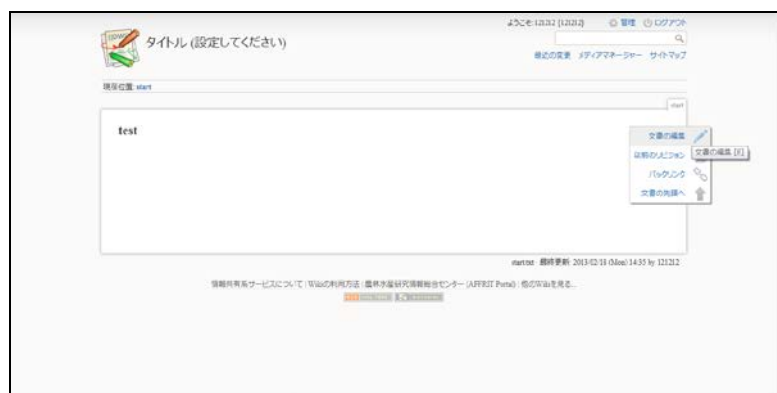 ようこそ 121212 (121212) 管理 ログアウト
タイトル (設定してください)
最近の変更 メディアマネージャー サイトマップ
現在位置: start
start
test
文書の編集
文書の編集 [E]
以前のリビジョン
バックリンク
文書の先頭へ
start.txt · 最終更新: 2013/02/18 (Mon) 14:35 by 121212
情報共有系サービスについて | Wikiの利用方法 | 農林水産研究情報総合センター (AFFRIT Portal) | 他のWikiを見る...